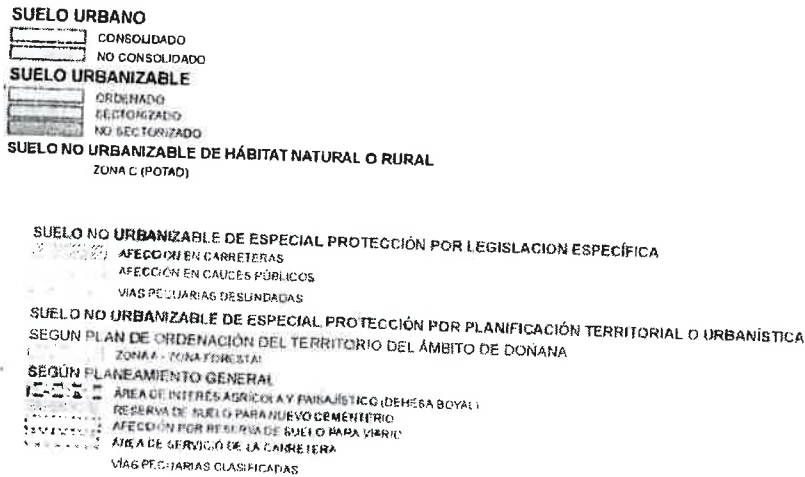 SUELO URBANO
CONSOLIDADO
NO CONSOLIDADO
SUELO URBANIZABLE
ORDENADO
SECTORIZADO
NO SECTORIZADO
SUELO NO URBANIZABLE DE HÁBITAT NATURAL O RURAL
ZONA C (POTAD)
SUELO NO URBANIZABLE DE ESPECIAL PROTECCIÓN POR LEGISLACION ESPECÍFICA
AFECCIÓN EN CARRETERAS
AFECCIÓN EN CAUCES PÚBLICOS
VIAS PECUARIAS DESLINDADAS
SUELO NO URBANIZABLE DE ESPECIAL PROTECCIÓN POR PLANIFICACIÓN TERRITORIAL O URBANÍSTICA
SEGUN PLAN DE ORDENACIÓN DEL TERRITORIO DEL ÁMBITO DE DOÑANA
ZONA A - ZONA FORESTAL
SEGÚN PLANEAMIENTO GENERAL
ÁREA DE INTERÉS AGRÍCOLA Y PAISAJÍSTICO (DEHESA BOYAL)
RESERVA DE SUELO PARA NUEVO CEMENTERIO
AFECCIÓN POR RESERVA DE SUELO PARA VIARIO
ÁREA DE SERVICIO DE LA CARRETERA
VÍAS PECUARIAS CLASIFICADAS